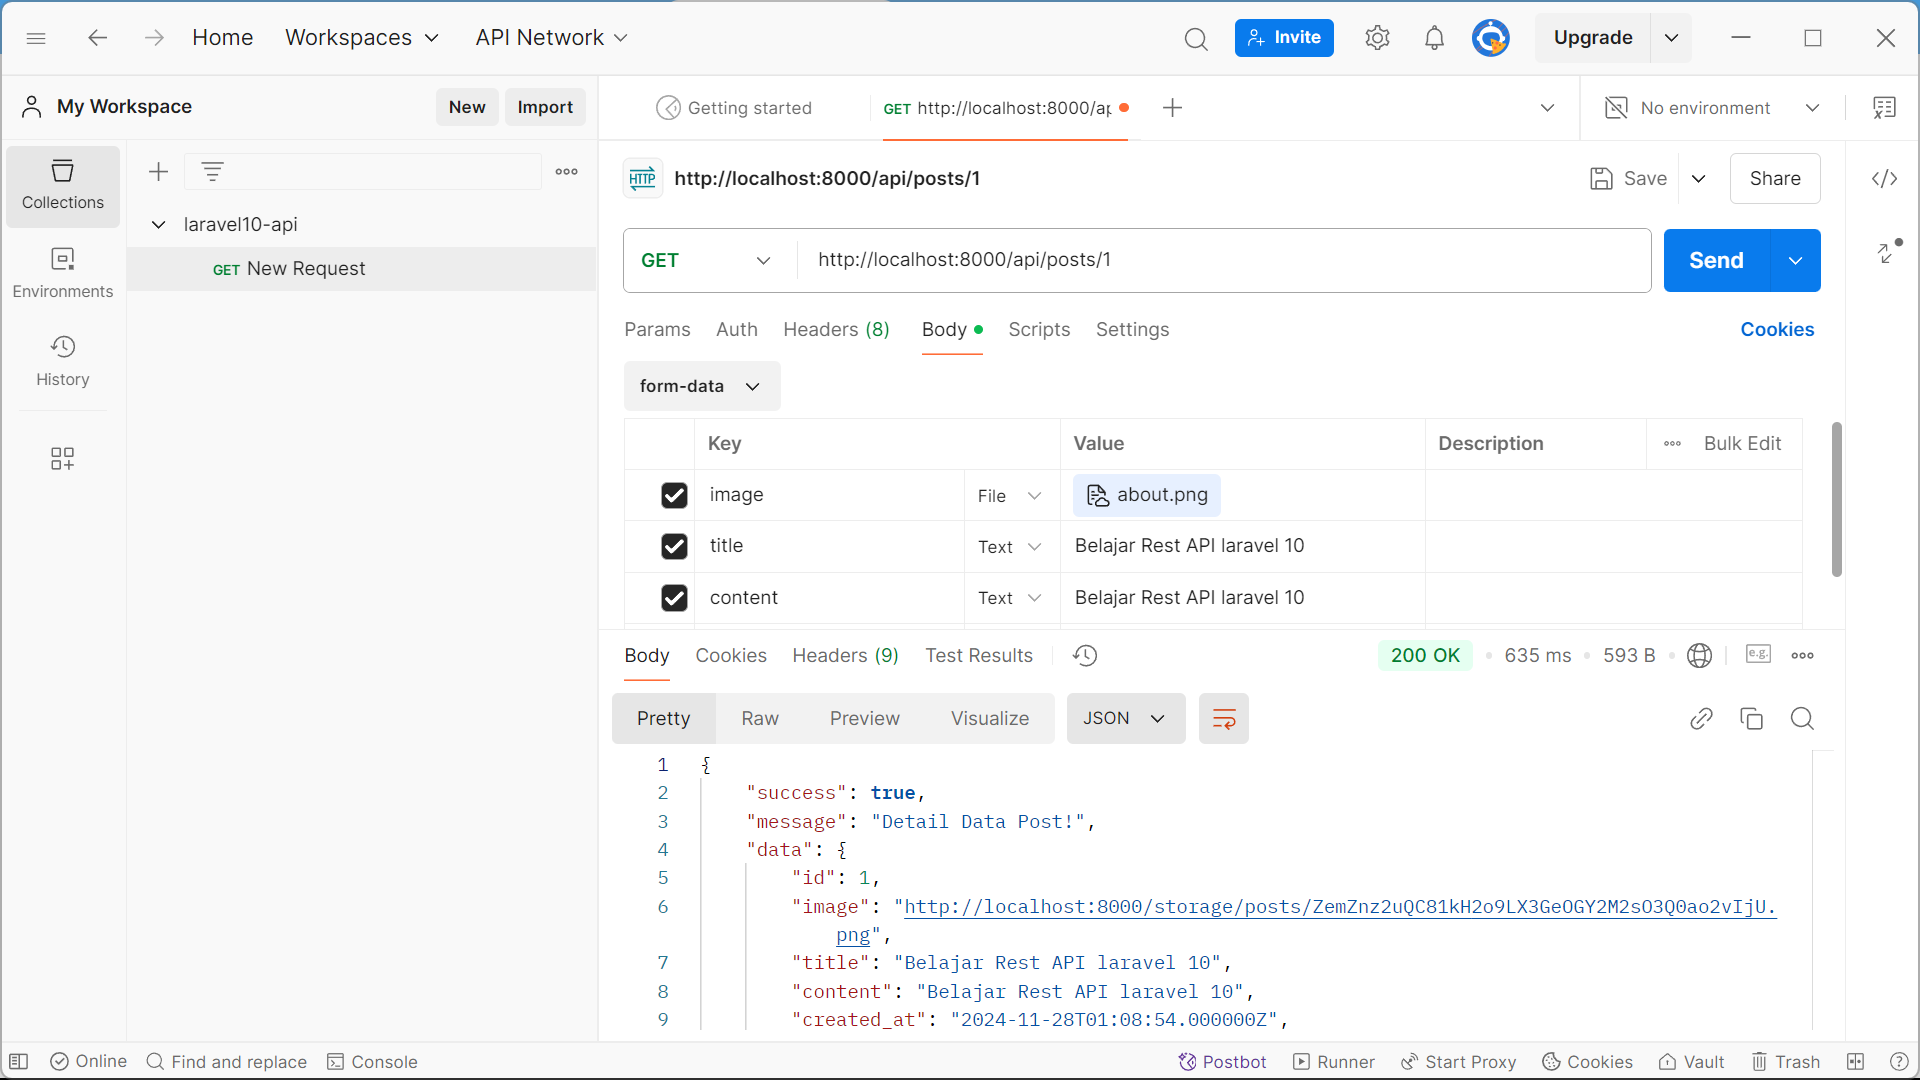 Home Workspaces API Network Invite Upgrade
My Workspace New Import Getting started GET http://localhost:8000/ap No environment
Collections
Environments
History
laravel10-api
GET New Request
HTTP http://localhost:8000/api/posts/1 Save Share
GET http://localhost:8000/api/posts/1 Send
Params Auth Headers (8) Body Scripts Settings Cookies
form-data
Key Value Description Bulk Edit
image File about.png
title Text Belajar Rest API laravel 10
content Text Belajar Rest API laravel 10
Body Cookies Headers (9) Test Results 200 OK 635 ms 593 B e.g.
Pretty Raw Preview Visualize JSON
1 {
2 "success": true,
3 "message": "Detail Data Post!",
4 "data": {
5 "id": 1,
6 "image": "http://localhost:8000/storage/posts/ZemZnz2uQC81kH2o9LX3GeOGY2M2sO3Q0ao2vIjU.
png",
7 "title": "Belajar Rest API laravel 10",
8 "content": "Belajar Rest API laravel 10",
9 "created_at": "2024-11-28T01:08:54.000000Z",
Online Find and replace Console Postbot Runner Start Proxy Cookies Vault Trash